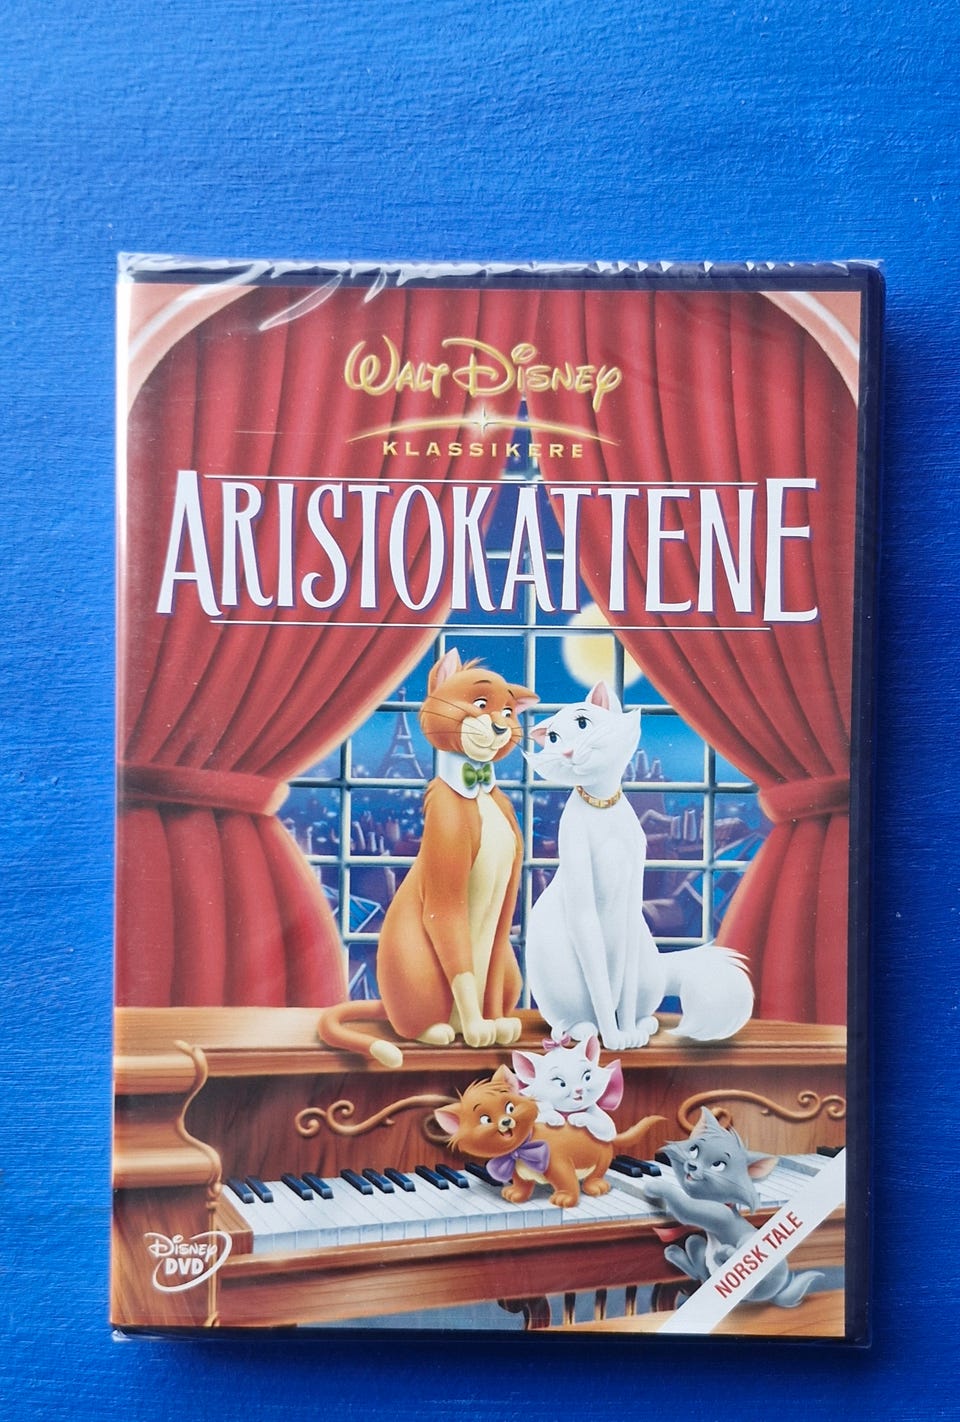 WALT DISNEY
KLASSIKERE
ARISTOKATTENE
DISNEY
DVD
NORSK TALE